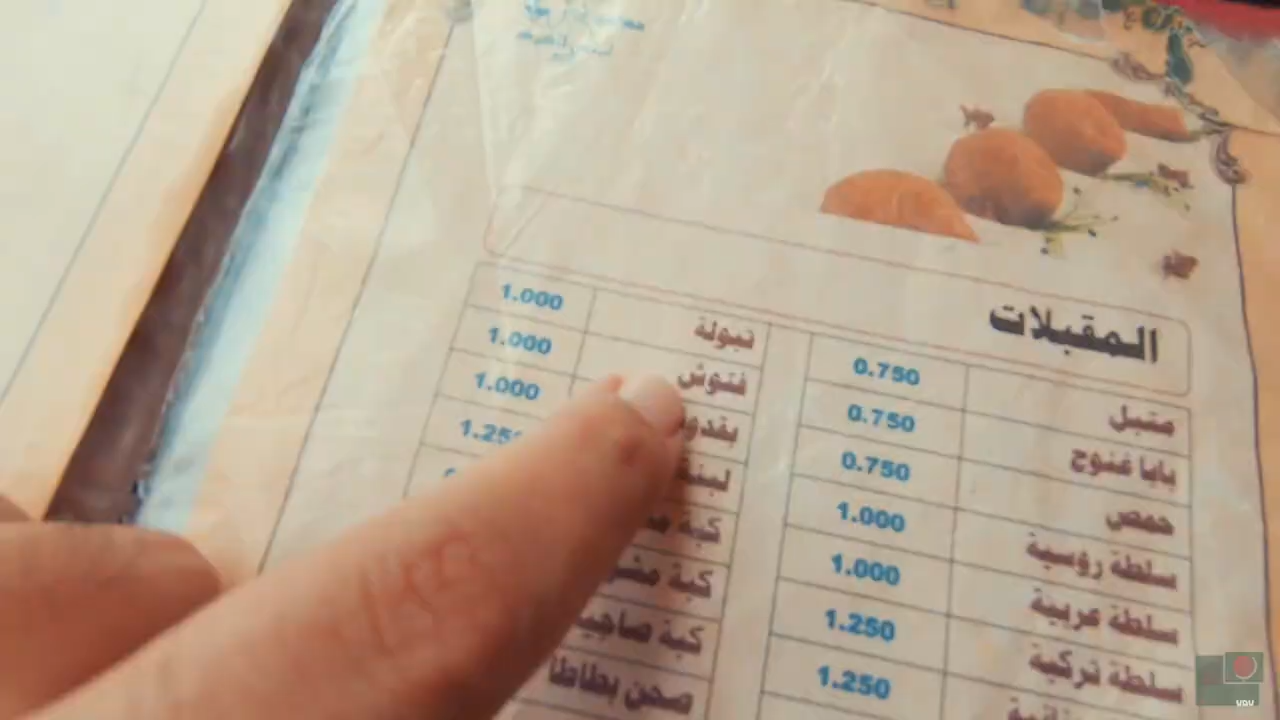 المقبلات
متبل 0.750
بابا غنوج 0.750
حمص 0.750
سلطة روسية 1.000
سلطة عربية 1.000
سلطة تركية 1.250
1.250
تبولة 1.000
فتوش 1.000
1.000
لبنة
كبة
كبة
كبة صاجية
صحن بطاطا